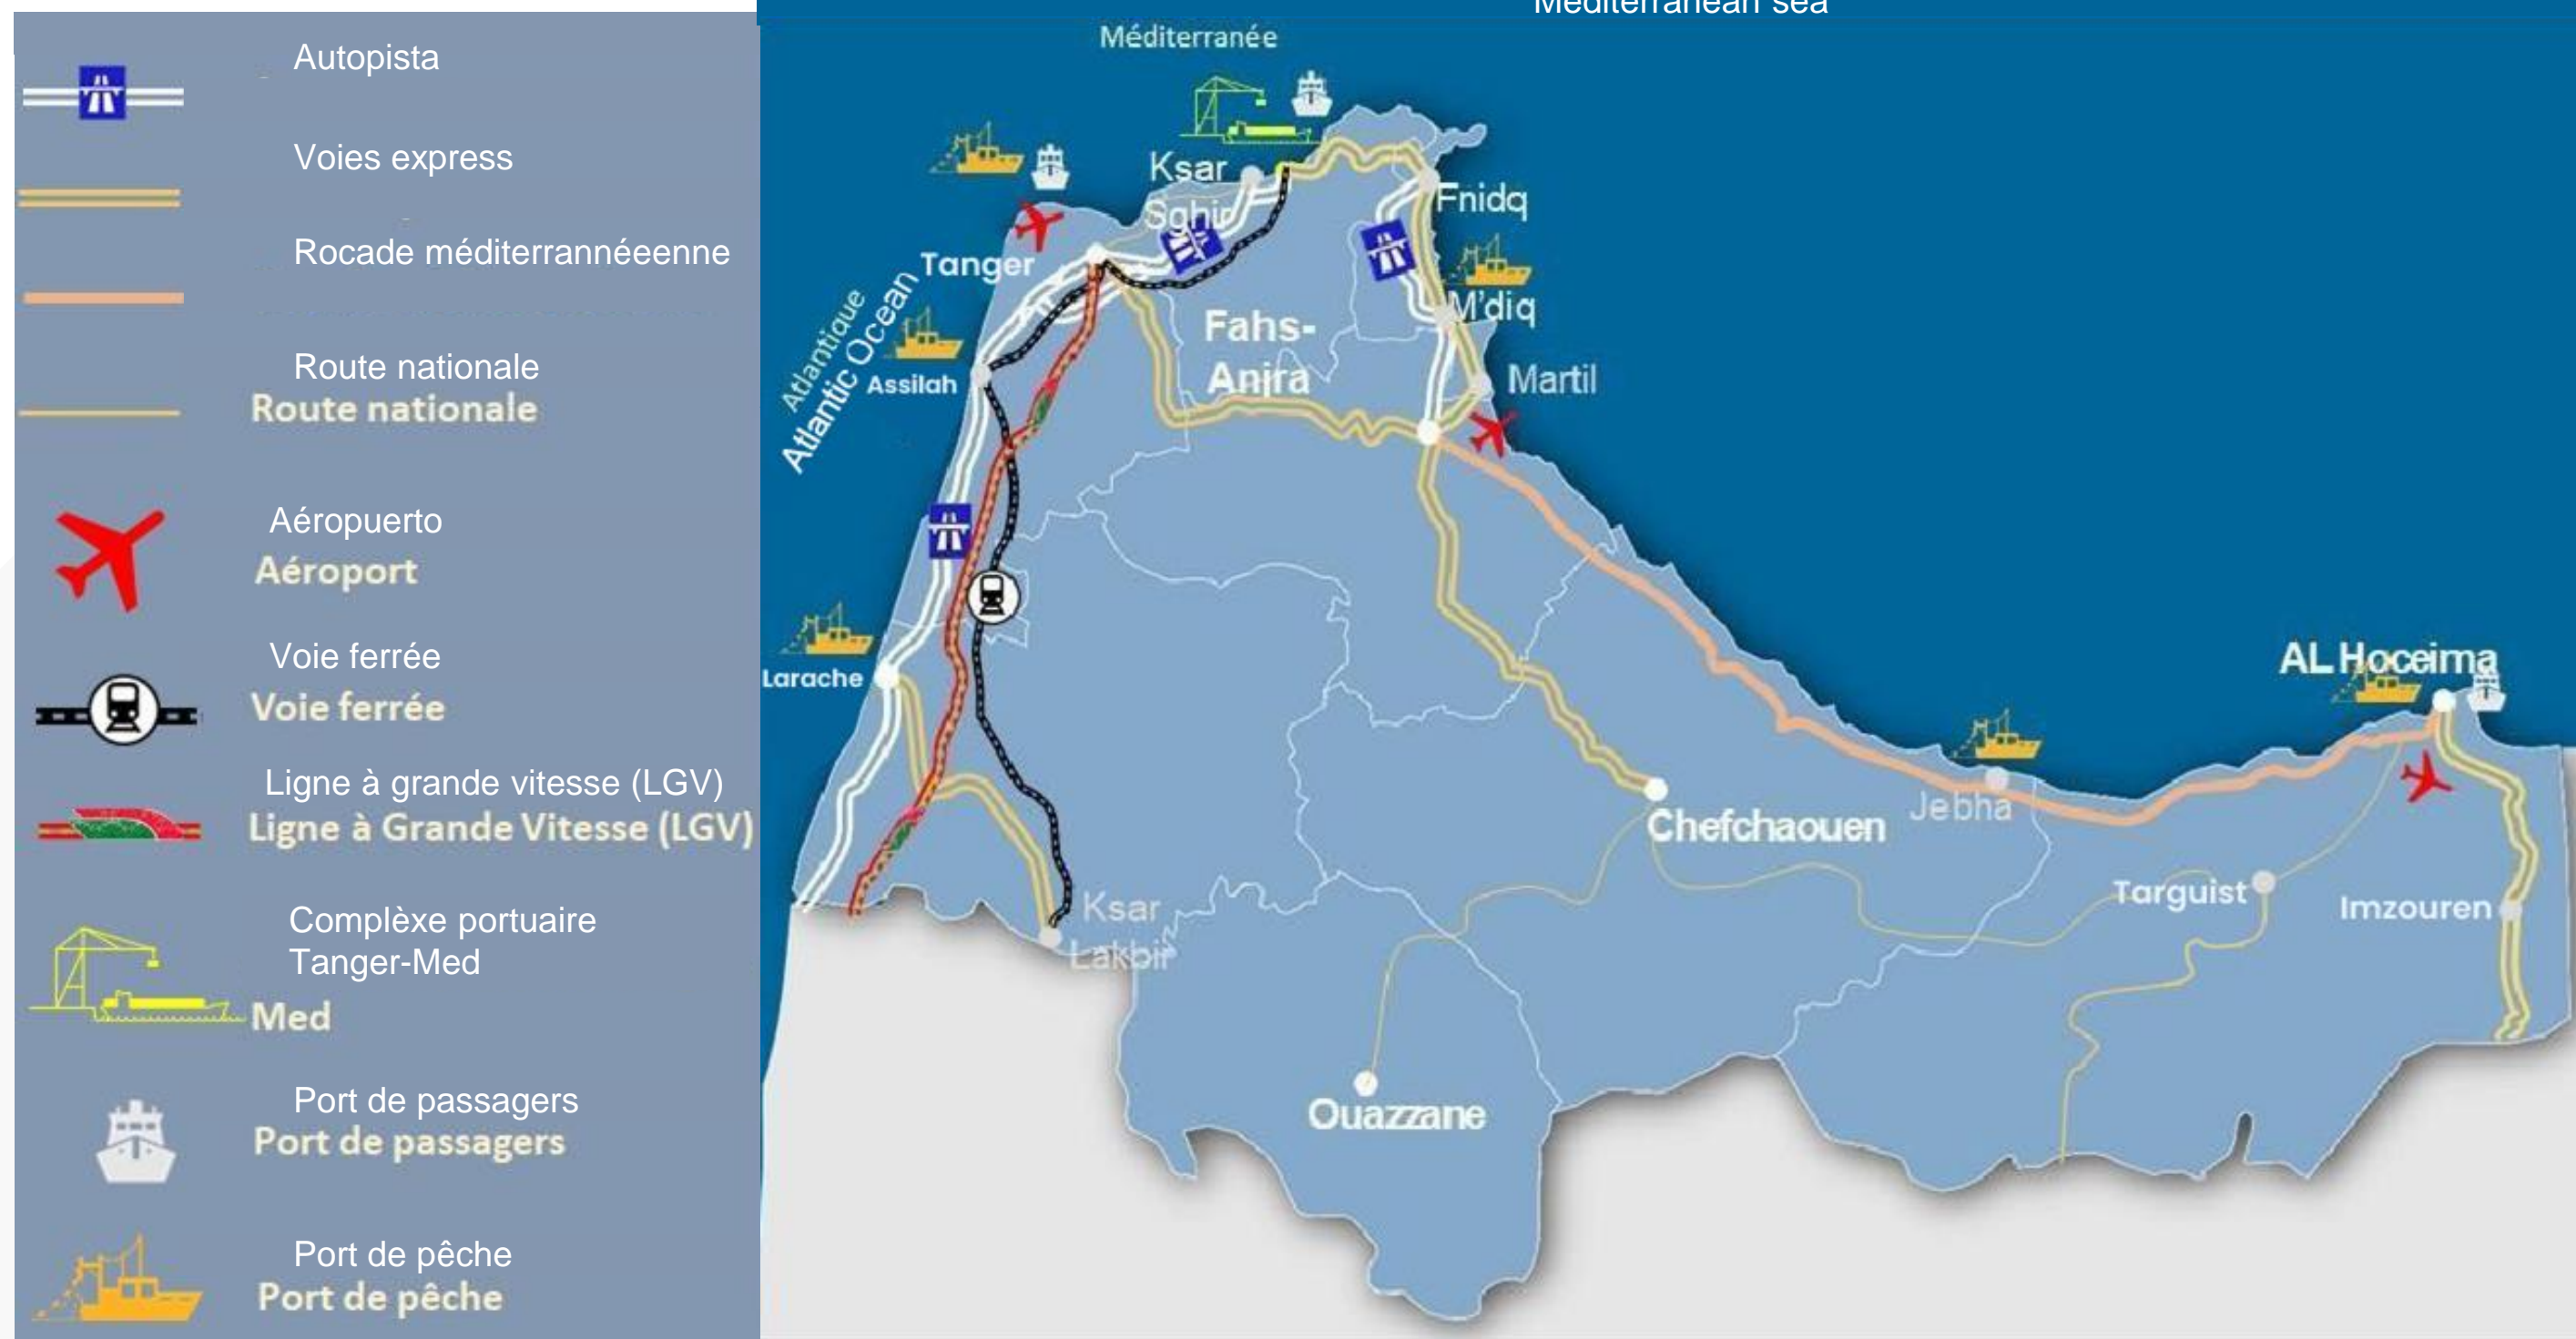 Autopista
Voies express
Rocade méditerrannéeenne
Route nationale
Route nationale
Aéropuerto
Aéroport
Voie ferrée
Voie ferrée
Ligne à grande vitesse (LGV)
Ligne à Grande Vitesse (LGV)
Complèxe portuaire
Tanger-Med
Med
Port de passagers
Port de passagers
Port de pêche
Port de pêche
Mediterranean sea
Méditerranée
Ksar
Sghir
Fnidq
Tanger
M'diq
Fahs-
Anjra
Atlantique
Atlantic Ocean
Assilah
Martil
Larache
AL Hoceima
Jebha
Chefchaouen
Targuist
Imzouren
Ksar
Lakbir
Ouazzane